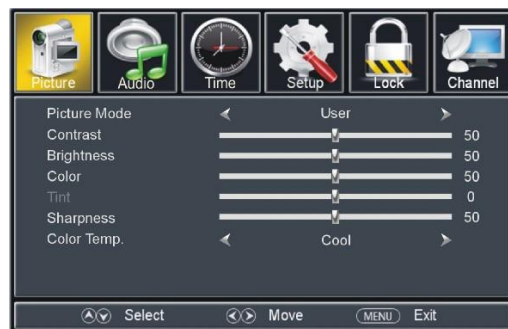 Picture Audio Time Setup Lock Channel
Picture Mode User
Contrast 50
Brightness 50
Color 50
Tint 0
Sharpness 50
Color Temp. Cool
Select Move MENU Exit